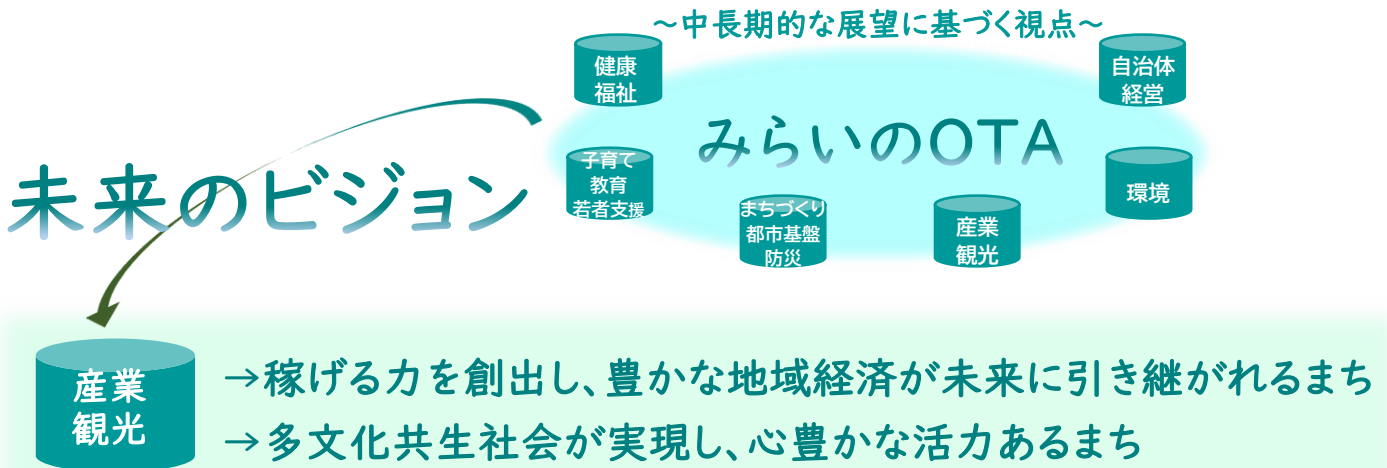 ～中長期的な展望に基づく視点～
健康
福祉
自治体
経営
みらいのOTA
子育て
教育
若者支援
環境
まちづくり
都市基盤
防災
産業
観光
未来のビジョン
産業
観光
→稼げる力を創出し、豊かな地域経済が未来に引き継がれるまち
→多文化共生社会が実現し、心豊かな活力あるまち